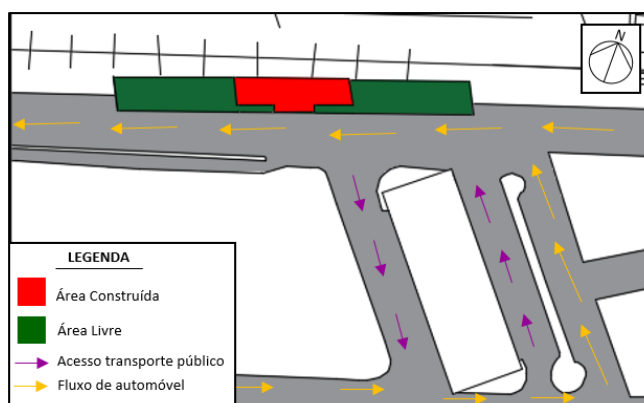 N
LEGENDA
Área Construída
Área Livre
Acesso transporte público
Fluxo de automóvel